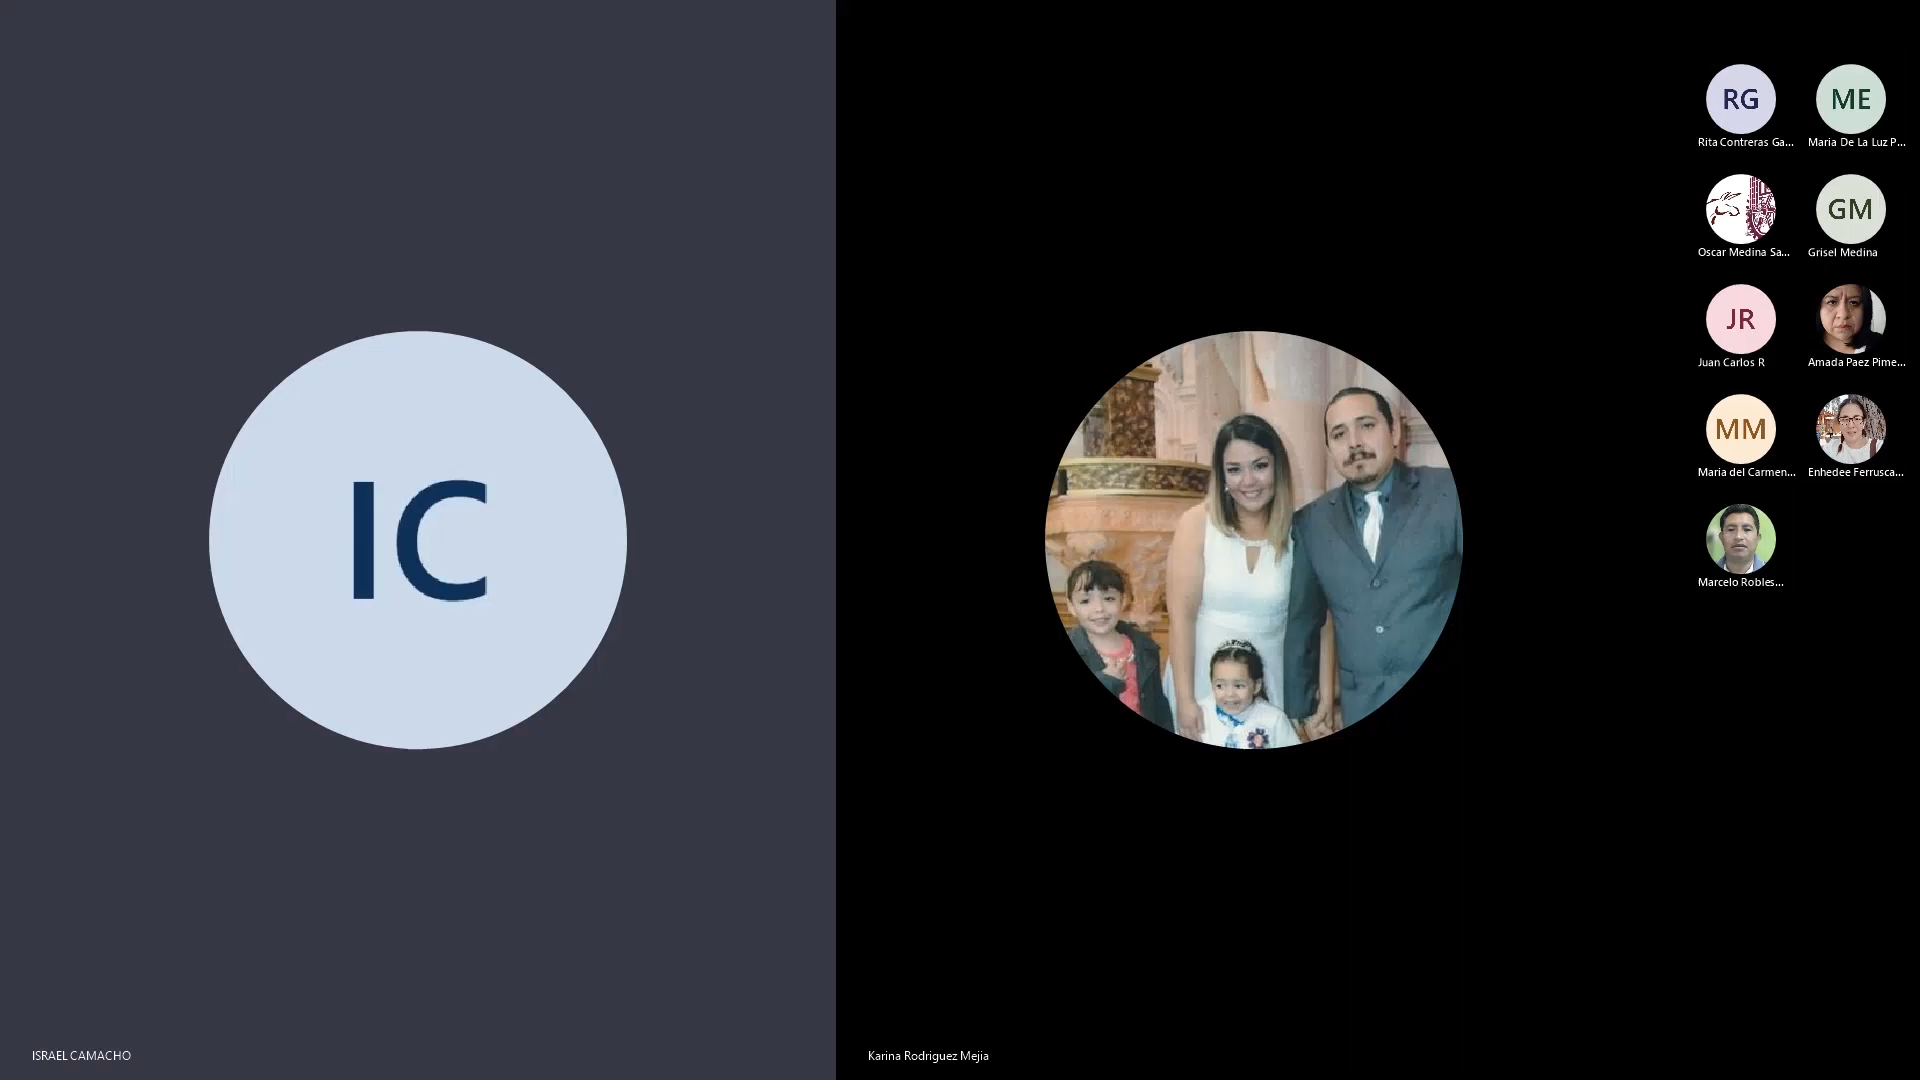 RG
ME
Rita Contreras Ga...
Maria De La Luz P...
Oscar Medina Sa...
GM
Grisel Medina
JR
Juan Carlos R
Amada Paez Pime...
MM
Maria del Carmen...
Enhedee Ferrusca...
Marcelo Robles...
IC
ISRAEL CAMACHO
Karina Rodriguez Mejia